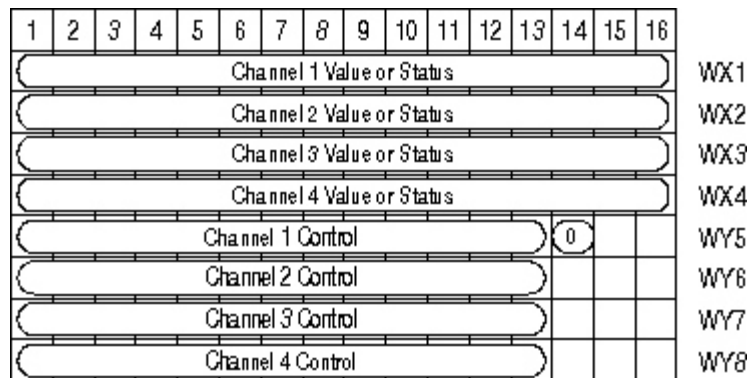 1 2 3 4 5 6 7 8 9 10 11 12 13 14 15 16
Channel 1 Value or Status WX1
Channel 2 Value or Status WX2
Channel 3 Value or Status WX3
Channel 4 Value or Status WX4
Channel 1 Control 0 WY5
Channel 2 Control WY6
Channel 3 Control WY7
Channel 4 Control WY8